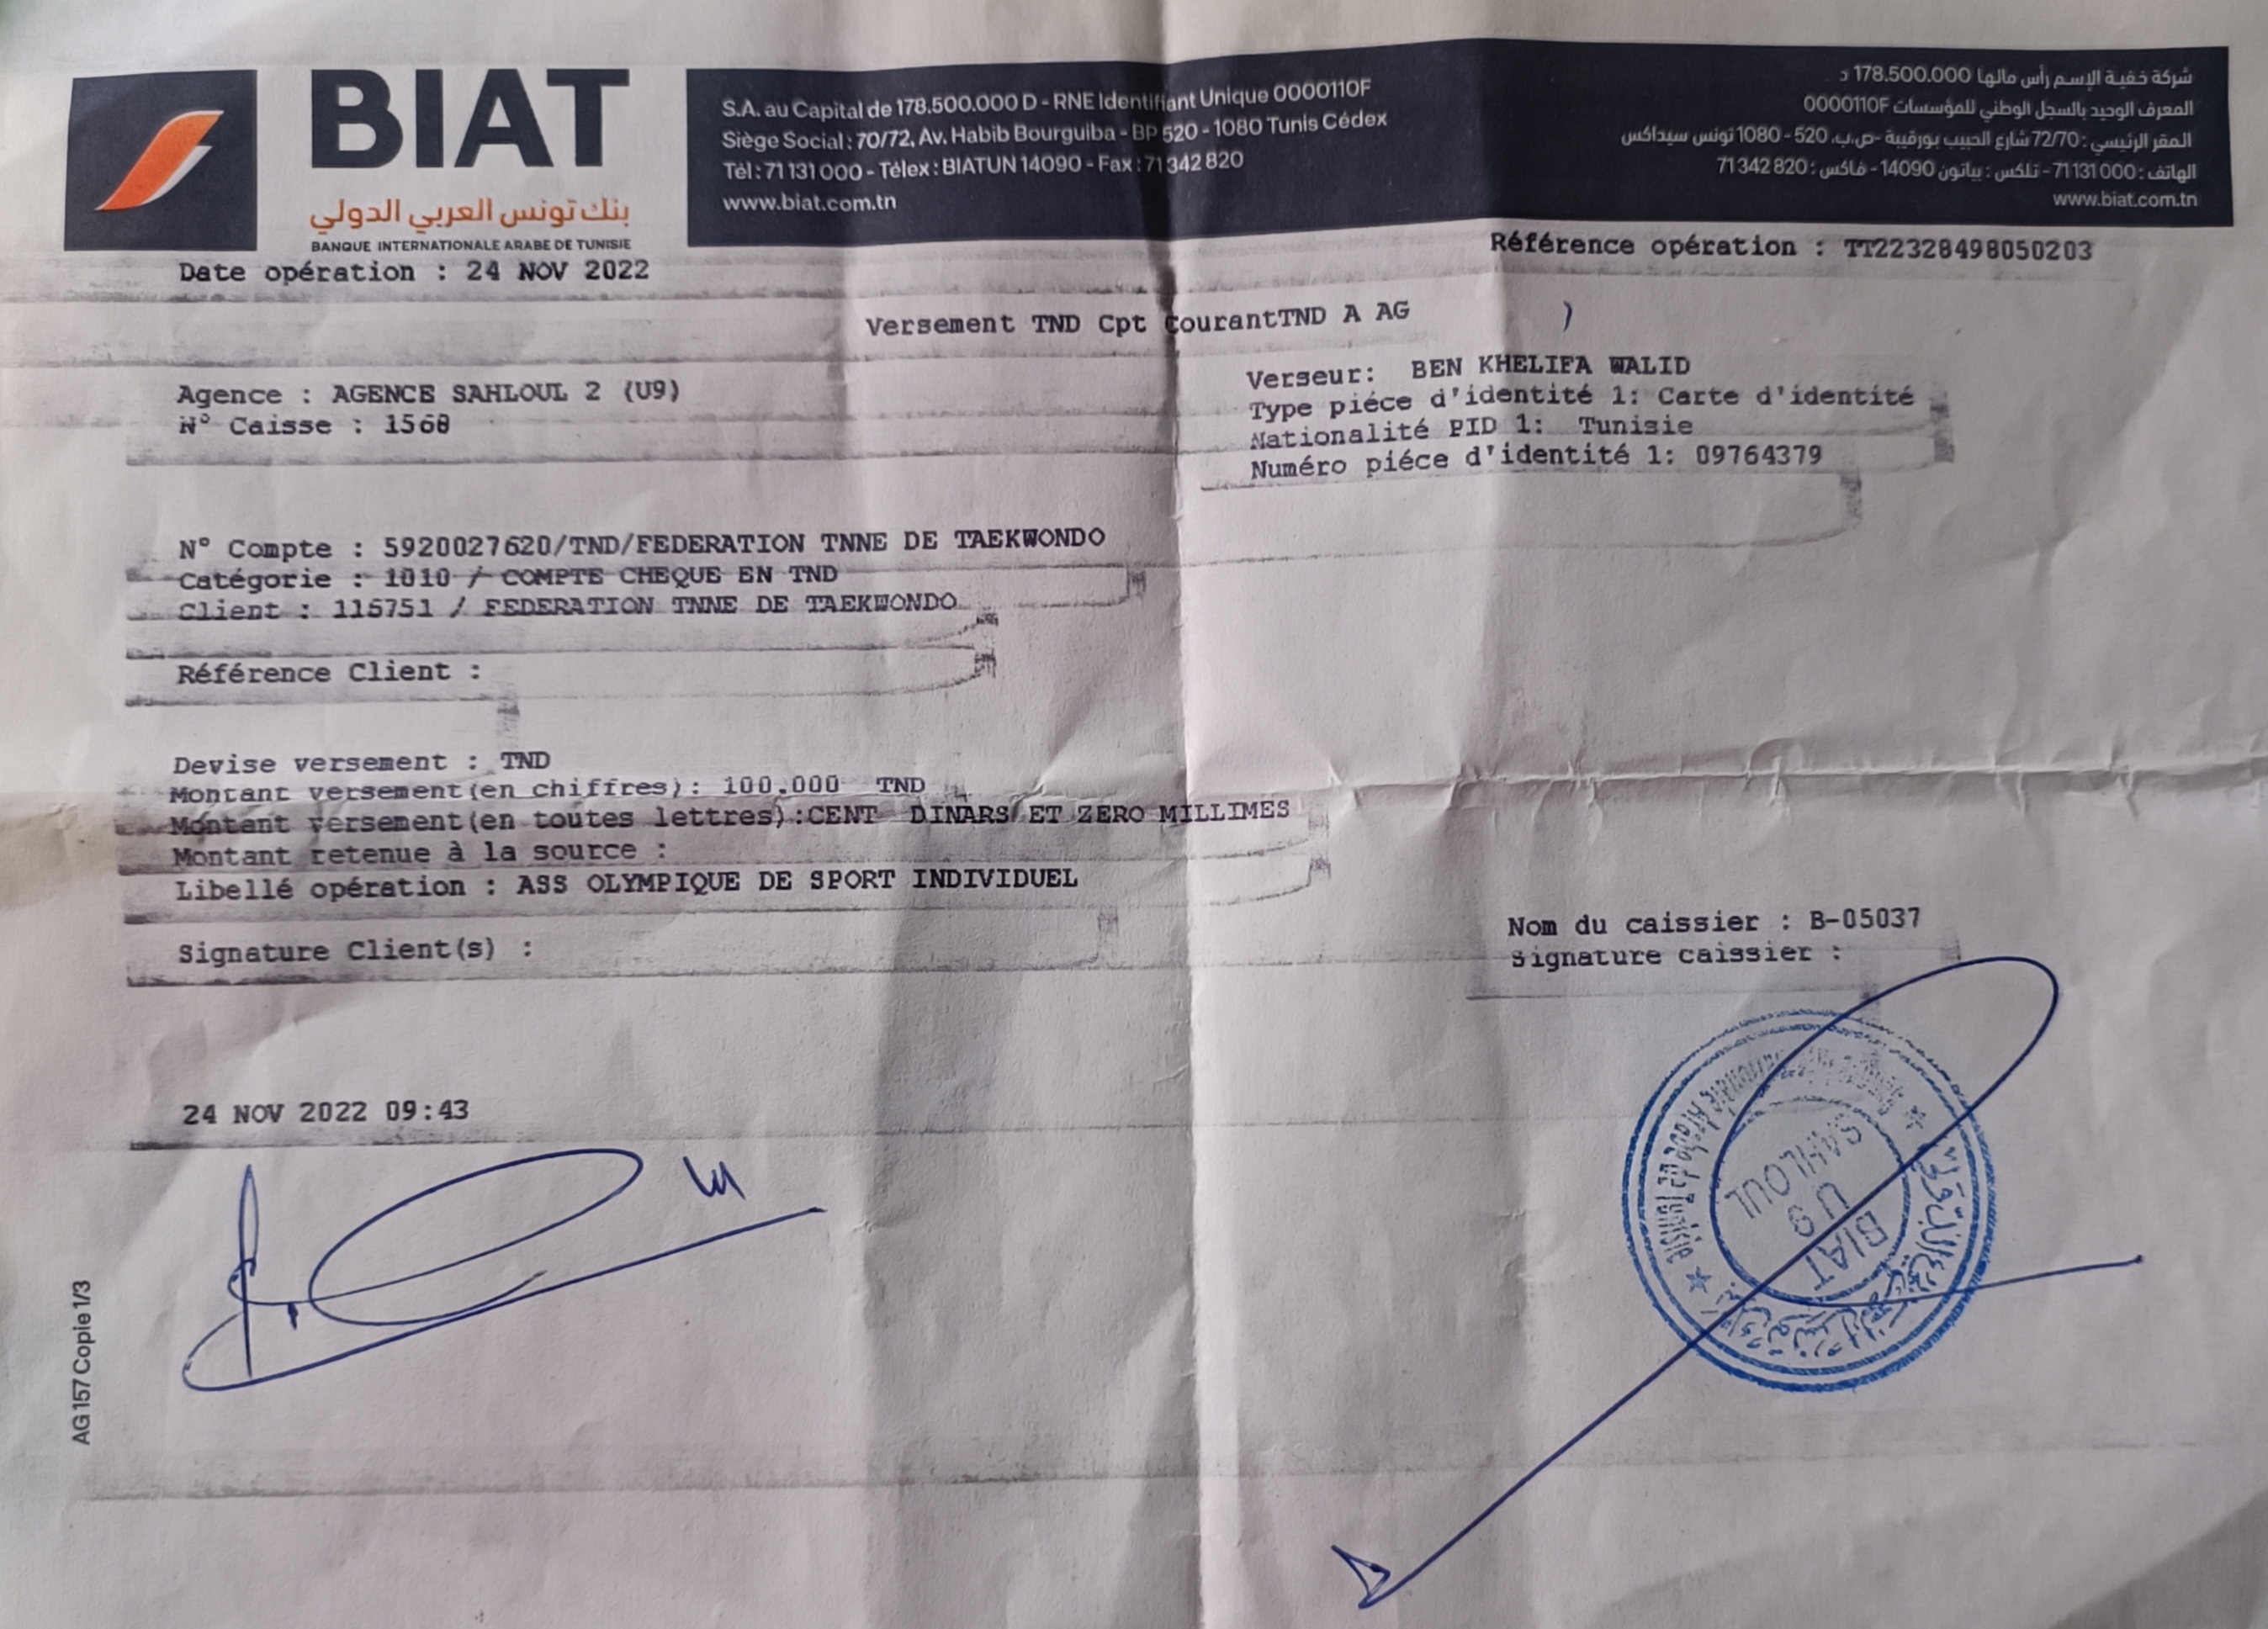 BIAT
بنك تونس العربي الدولي
BANQUE INTERNATIONALE ARABE DE TUNISIE
S.A. au Capital de 178.500.000 D - RNE Identifiant Unique 0000110F
Siège Social : 70/72, Av. Habib Bourguiba - BP 520 - 1080 Tunis Cédex
Tél : 71 131 000 - Télex : BIATUN 14090 - Fax : 71 342 820
www.biat.com.tn
شركة خفية الإسم رأس مالها 178.500.000 د
المعرف الوحيد بالسجل الوطني للمؤسسات 0000110F
المقر الرئيسي : 72/70 شارع الحبيب بورقيبة -ص.ب. 520 - 1080 تونس سيداكس
الهاتف : 71 131 000 - تلكس : بياتون 14090 - فاكس : 71 342 820
www.biat.com.tn
Date opération : 24 NOV 2022
Référence opération : TT22328498050203
Versement TND Cpt CourantTND A AG
Agence : AGENCE SAHLOUL 2 (U9)
N° Caisse : 1568
Verseur: BEN KHELIFA WALID
Type piéce d'identité 1: Carte d'identité
Nationalité PID 1: Tunisie
Numéro piéce d'identité 1: 09764379
N° Compte : 5920027620/TND/FEDERATION TNNE DE TAEKWONDO
Catégorie : 1010 / COMPTE CHEQUE EN TND
Client : 115751 / FEDERATION TNNE DE TAEKWONDO
Référence Client :
Devise versement : TND
Montant versement(en chiffres): 100.000 TND
Montant versement(en toutes lettres):CENT DINARS ET ZERO MILLIMES
Montant retenue à la source :
Libellé opération : ASS OLYMPIQUE DE SPORT INDIVIDUEL
Signature Client(s) :
Nom du caissier : B-05037
Signature caissier :
24 NOV 2022 09:43
BIAT
U9
SAHLOUL
AG 157 Copie 1/3